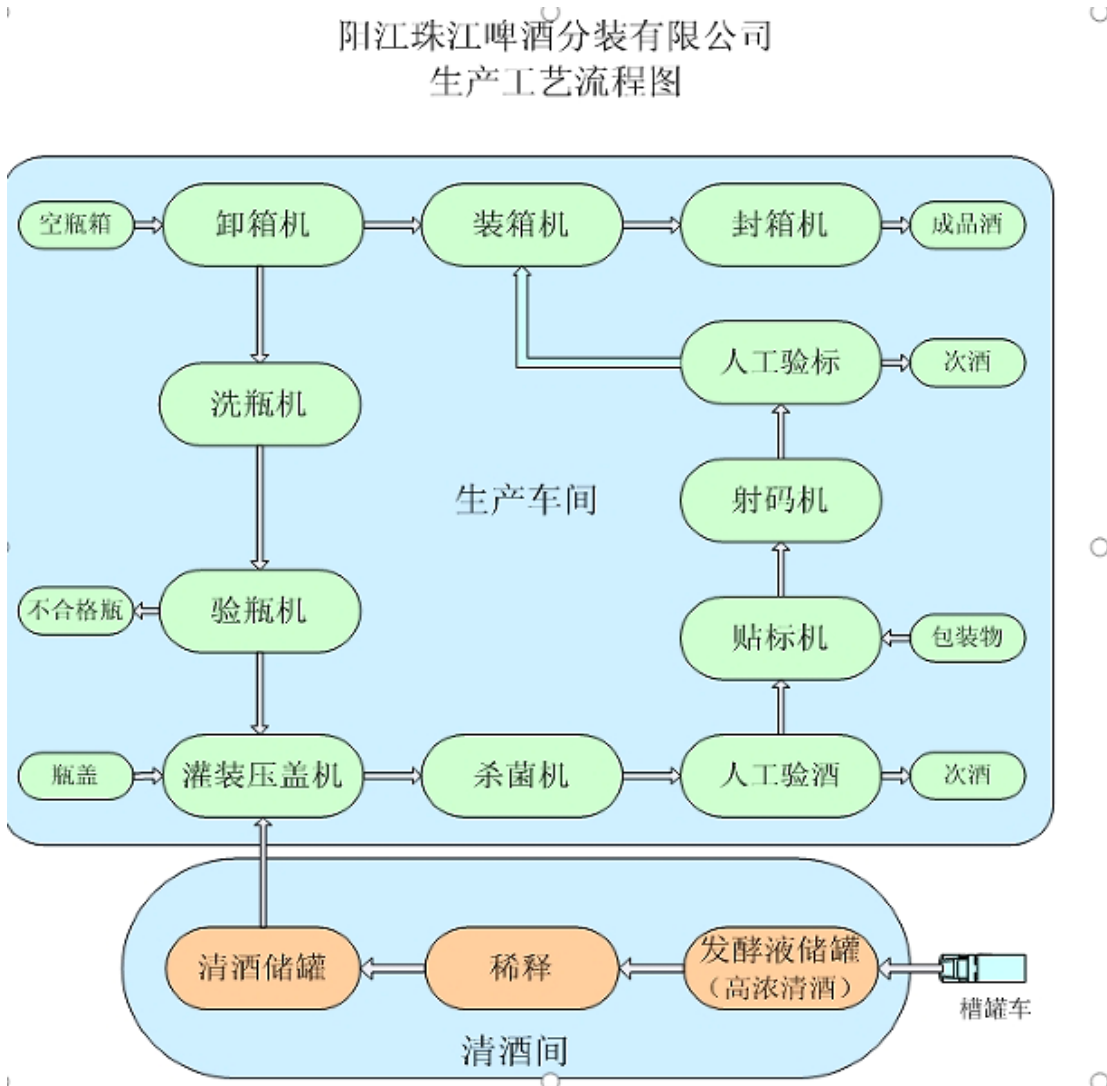 阳江珠江啤酒分装有限公司
生产工艺流程图
空瓶箱
卸箱机
装箱机
封箱机
成品酒
人工验标
次酒
洗瓶机
生产车间
射码机
不合格瓶
验瓶机
贴标机
包装物
瓶盖
灌装压盖机
杀菌机
人工验酒
次酒
清酒储罐
稀释
发酵液储罐
（高浓清酒）
槽罐车
清酒间